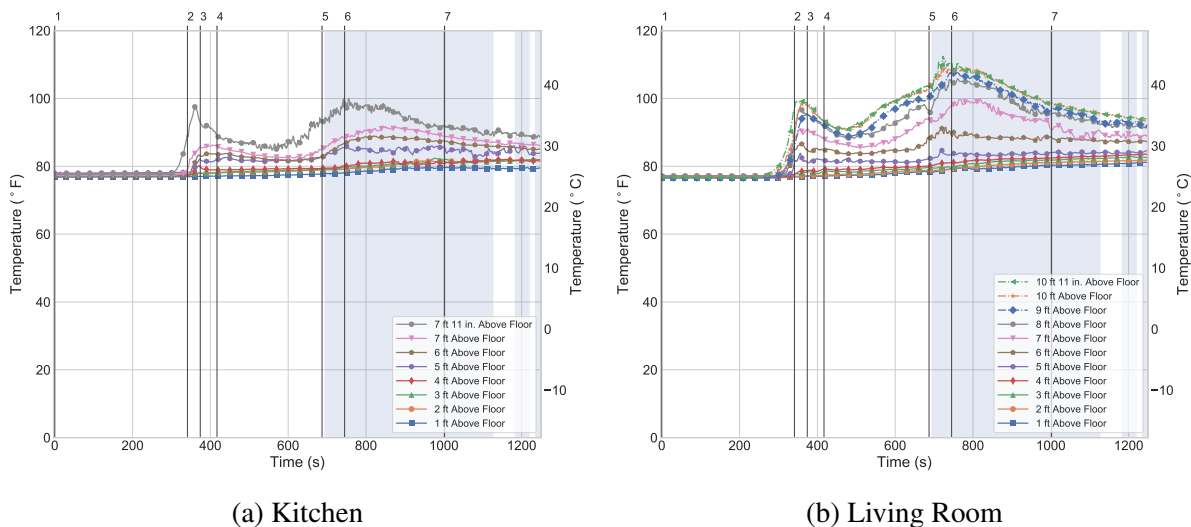 1 2 3 4 5 6 7
120
100
80
60
40
20
0
Temperature ( ° F)
40
30
20
10
0
−10
Temperature ( ° C)
7 ft 11 in. Above Floor
7 ft Above Floor
6 ft Above Floor
5 ft Above Floor
4 ft Above Floor
3 ft Above Floor
2 ft Above Floor
1 ft Above Floor
0 200 400 600 800 1000 1200
Time (s)
(a) Kitchen
1 2 3 4 5 6 7
120
100
80
60
40
20
0
Temperature ( ° F)
40
30
20
10
0
−10
Temperature ( ° C)
10 ft 11 in. Above Floor
10 ft Above Floor
9 ft Above Floor
8 ft Above Floor
7 ft Above Floor
6 ft Above Floor
5 ft Above Floor
4 ft Above Floor
3 ft Above Floor
2 ft Above Floor
1 ft Above Floor
0 200 400 600 800 1000 1200
Time (s)
(b) Living Room